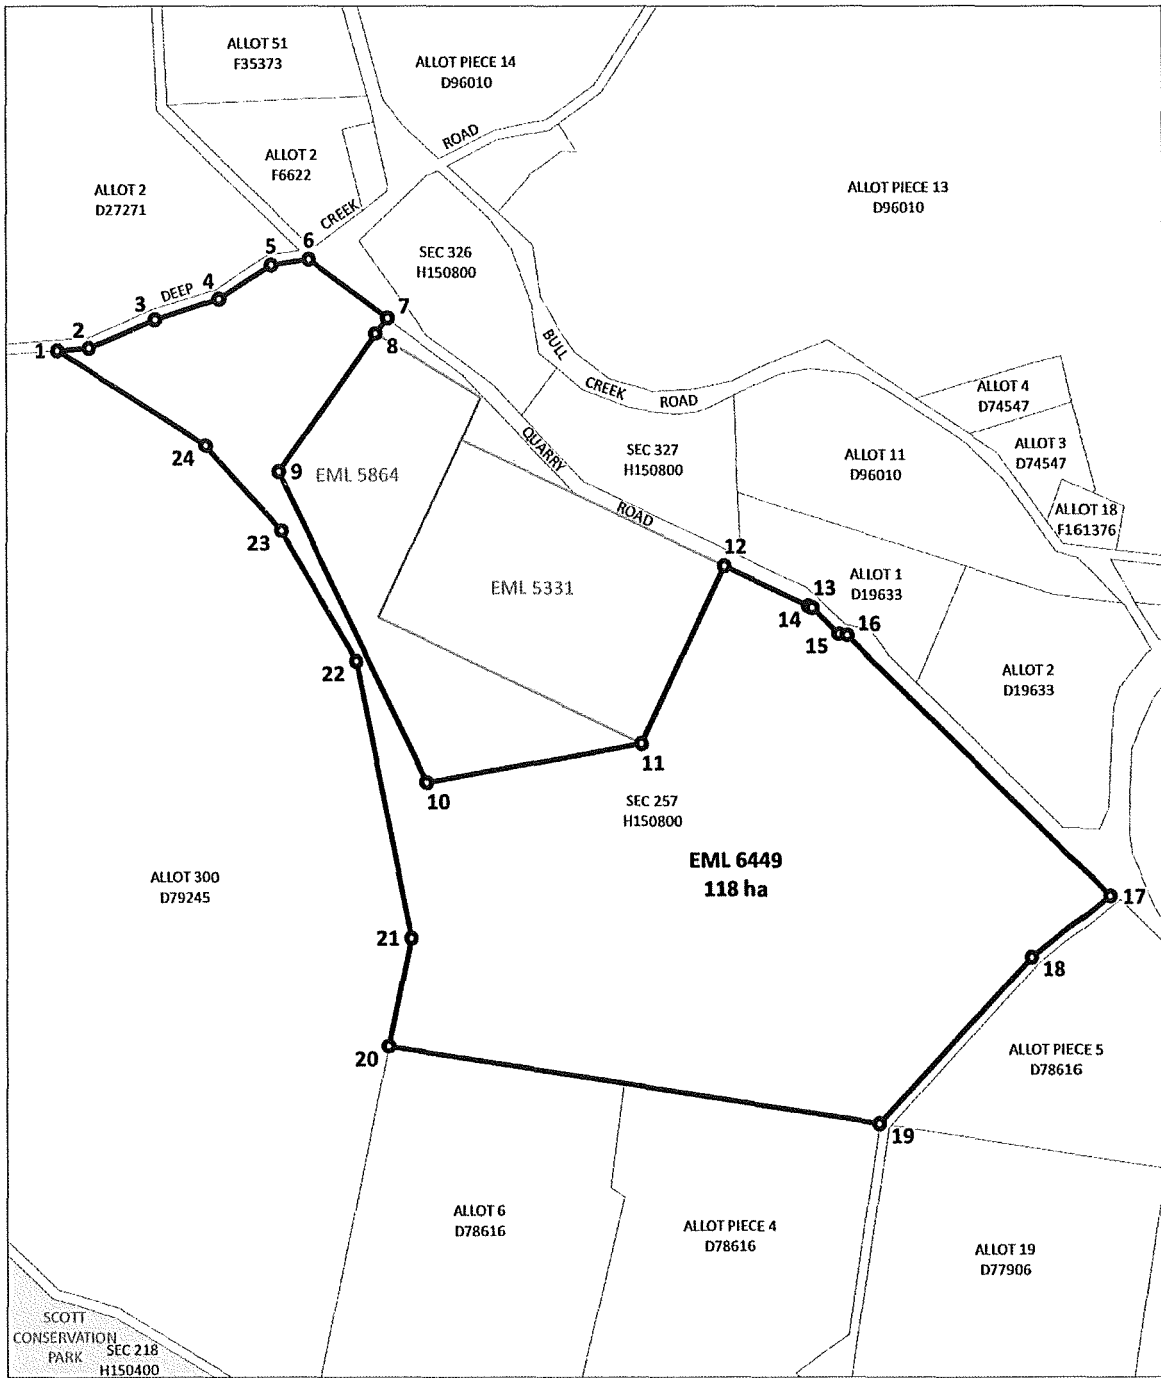 ALLOT 51
F35373
ALLOT PIECE 14
D96010
ROAD
ALLOT 2
F6622
ALLOT 2
D27271
CREEK
ALLOT PIECE 13
D96010
SEC 326
H150800
5
6
DEEP
4
3
7
2
1
8
BULL
CREEK
ROAD
ALLOT 4
D74547
ALLOT 3
D74547
ALLOT 11
D96010
SEC 327
H150800
QUARRY
ROAD
24
9
EML 5864
ALLOT 18
F161376
23
12
EML 5331
ALLOT 1
D19633
13
14
16
15
22
ALLOT 2
D19633
11
10
SEC 257
H150800
EML 6449
118 ha
ALLOT 300
D79245
17
21
18
20
ALLOT PIECE 5
D78616
19
ALLOT 6
D78616
ALLOT PIECE 4
D78616
ALLOT 19
D77906
SCOTT
CONSERVATION
PARK
SEC 218
H150400